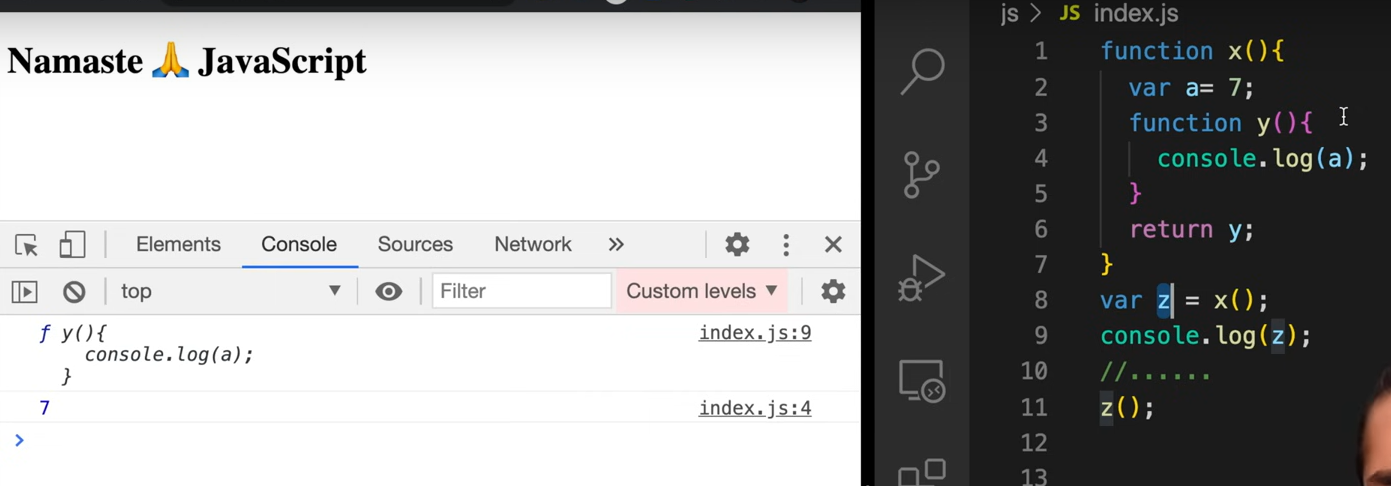 Namaste 🙏 JavaScript
Elements Console Sources Network »
top ▼ Filter Custom levels ▼
f y(){ index.js:9
console.log(a);
}
7 index.js:4
>
js > JS index.js
1 function x(){
2 var a= 7;
3 function y(){
4 console.log(a);
5 }
6 return y;
7 }
8 var z = x();
9 console.log(z);
10 //......
11 z();
12
13